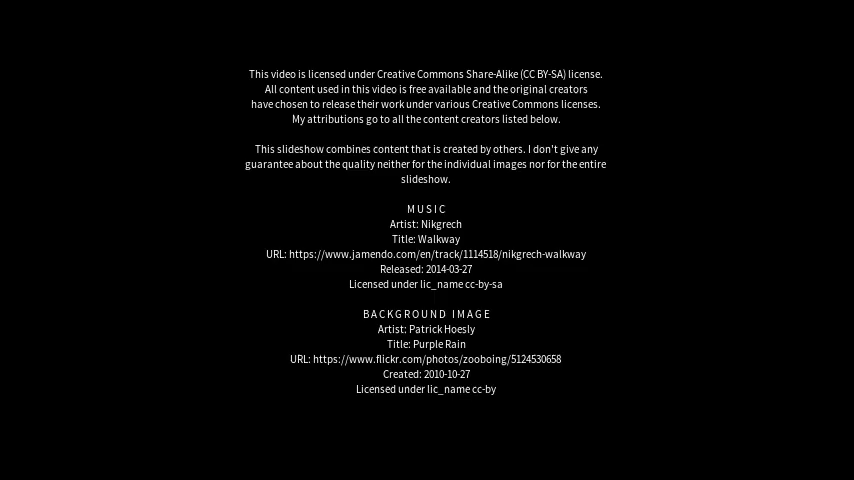 This video is licensed under Creative Commons Share-Alike (CC BY-SA) license.
All content used in this video is free available and the original creators
have chosen to release their work under various Creative Commons licenses.
My attributions go to all the content creators listed below.
This slideshow combines content that is created by others. I don't give any
guarantee about the quality neither for the individual images nor for the entire
slideshow.
MUSIC
Artist: Nikgrech
Title: Walkway
URL: https://www.jamendo.com/en/track/1114518/nikgrech-walkway
Released: 2014-03-27
Licensed under lic_name cc-by-sa
BACKGROUND IMAGE
Artist: Patrick Hoesly
Title: Purple Rain
URL: https://www.flickr.com/photos/zooboing/5124530658
Created: 2010-10-27
Licensed under lic_name cc-by